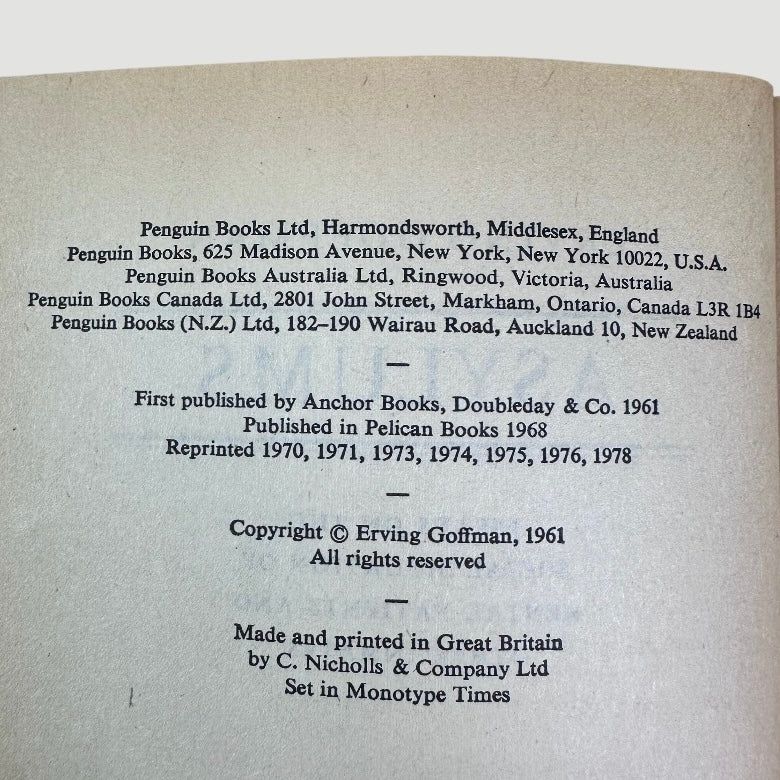 Penguin Books Ltd, Harmondsworth, Middlesex, England
Penguin Books, 625 Madison Avenue, New York, New York 10022, U.S.A.
Penguin Books Australia Ltd, Ringwood, Victoria, Australia
Penguin Books Canada Ltd, 2801 John Street, Markham, Ontario, Canada L3R 1B4
Penguin Books (N.Z.) Ltd, 182–190 Wairau Road, Auckland 10, New Zealand
—
First published by Anchor Books, Doubleday & Co. 1961
Published in Pelican Books 1968
Reprinted 1970, 1971, 1973, 1974, 1975, 1976, 1978
—
Copyright © Erving Goffman, 1961
All rights reserved
—
Made and printed in Great Britain
by C. Nicholls & Company Ltd
Set in Monotype Times